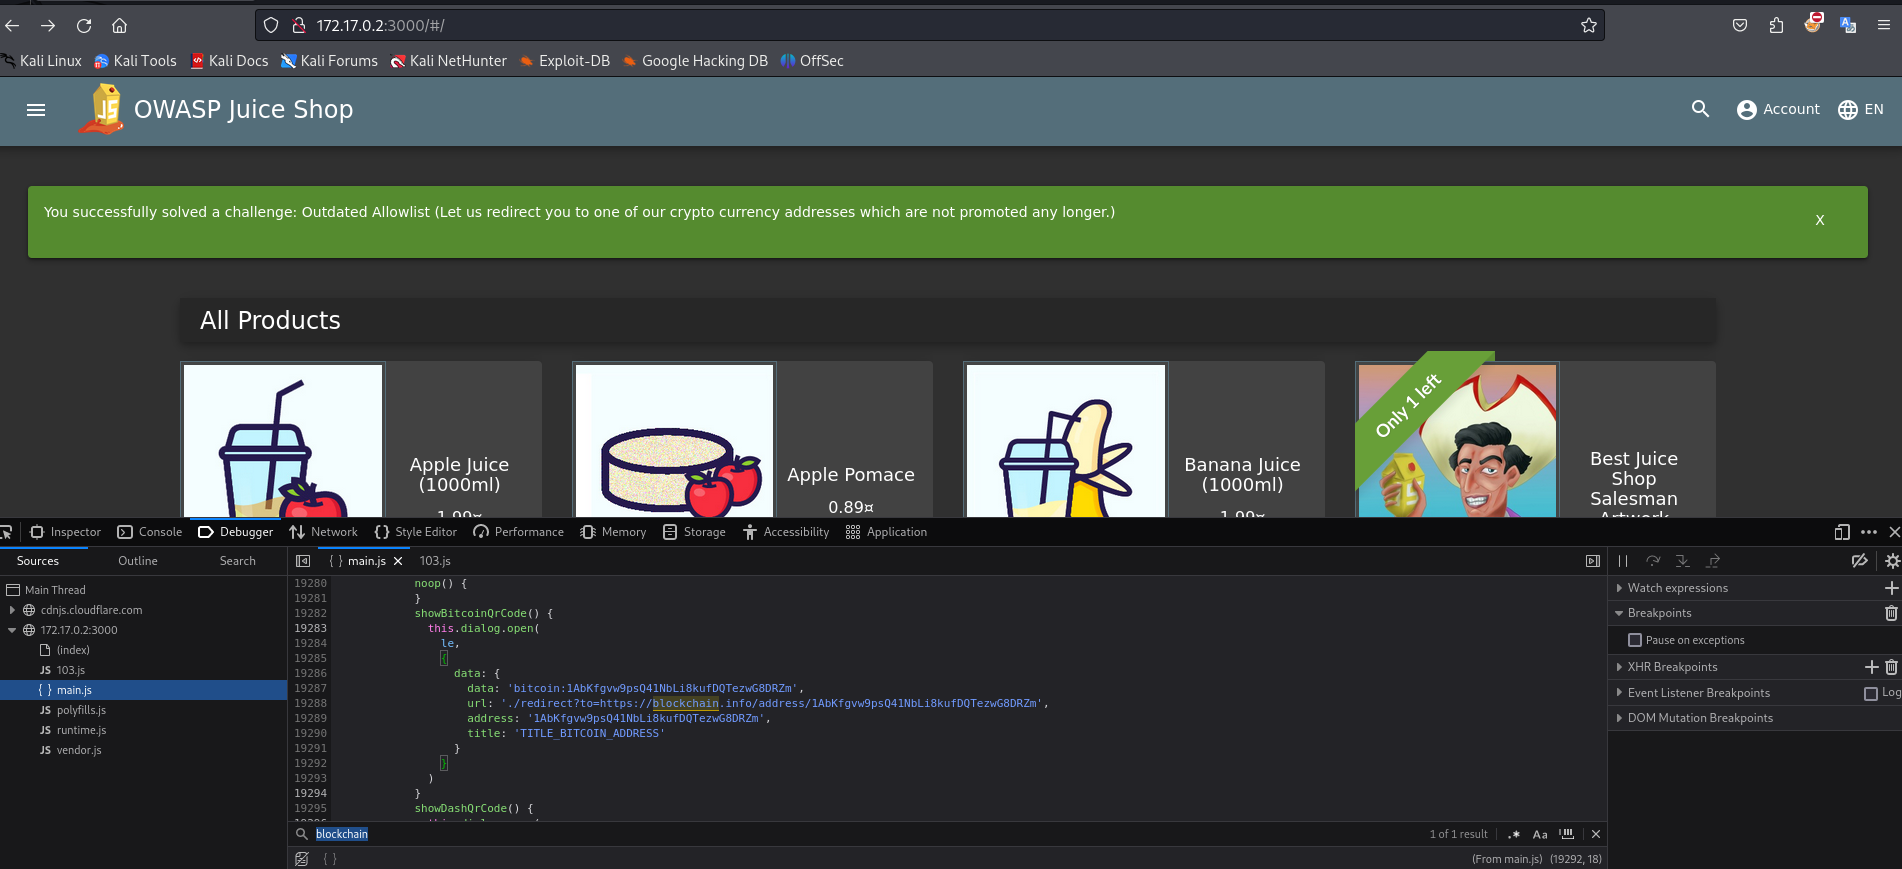 172.17.0.2:3000/#/
Kali Linux Kali Tools Kali Docs Kali Forums Kali NetHunter Exploit-DB Google Hacking DB OffSec
OWASP Juice Shop Account EN
You successfully solved a challenge: Outdated Allowlist (Let us redirect you to one of our crypto currency addresses which are not promoted any longer.) X
All Products
Only 1 left
Apple Juice
(1000ml)
1.99¤
Apple Pomace
0.89¤
Banana Juice
(1000ml)
1.99¤
Best Juice
Shop
Salesman
Artwork
Inspector Console Debugger Network Style Editor Performance Memory Storage Accessibility Application
Sources Outline Search { } main.js 103.js
Main Thread
cdnjs.cloudflare.com
172.17.0.2:3000
(index)
JS 103.js
{ } main.js
JS polyfills.js
JS runtime.js
JS vendor.js
19280 noop() {
19281 }
19282 showBitcoinQrCode() {
19283 this.dialog.open(
19284 le,
19285 {
19286 data: {
19287 data: 'bitcoin:1AbKfgvw9psQ41NbLi8kufDQTezwG8DRZm',
19288 url: './redirect?to=https://blockchain.info/address/1AbKfgvw9psQ41NbLi8kufDQTezwG8DRZm',
19289 address: '1AbKfgvw9psQ41NbLi8kufDQTezwG8DRZm',
19290 title: 'TITLE_BITCOIN_ADDRESS'
19291 }
19292 }
19293 )
19294 }
19295 showDashQrCode() {
blockchain 1 of 1 result .* Aa
{ } (From main.js) (19292, 18)
Watch expressions
Breakpoints
Pause on exceptions
XHR Breakpoints
Event Listener Breakpoints Log
DOM Mutation Breakpoints